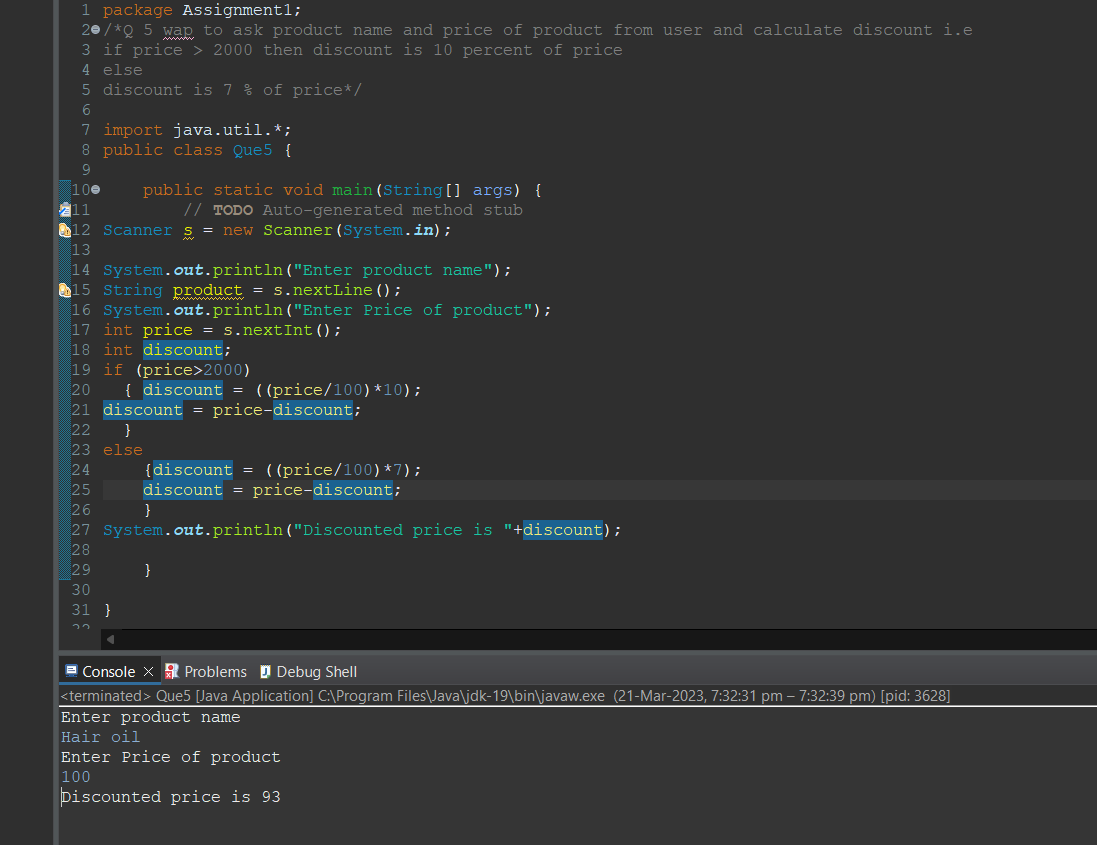 1 package Assignment1;
2 /*Q 5 wap to ask product name and price of product from user and calculate discount i.e
3 if price > 2000 then discount is 10 percent of price
4 else
5 discount is 7 % of price*/
6
7 import java.util.*;
8 public class Que5 {
9
10 public static void main(String[] args) {
11 // TODO Auto-generated method stub
12 Scanner s = new Scanner(System.in);
13
14 System.out.println("Enter product name");
15 String product = s.nextLine();
16 System.out.println("Enter Price of product");
17 int price = s.nextInt();
18 int discount;
19 if (price>2000)
20 { discount = ((price/100)*10);
21 discount = price-discount;
22 }
23 else
24 {discount = ((price/100)*7);
25 discount = price-discount;
26 }
27 System.out.println("Discounted price is "+discount);
28
29 }
30
31 }
32
Console Problems Debug Shell
<terminated> Que5 [Java Application] C:\Program Files\Java\jdk-19\bin\javaw.exe (21-Mar-2023, 7:32:31 pm – 7:32:39 pm) [pid: 3628]
Enter product name
Hair oil
Enter Price of product
100
Discounted price is 93